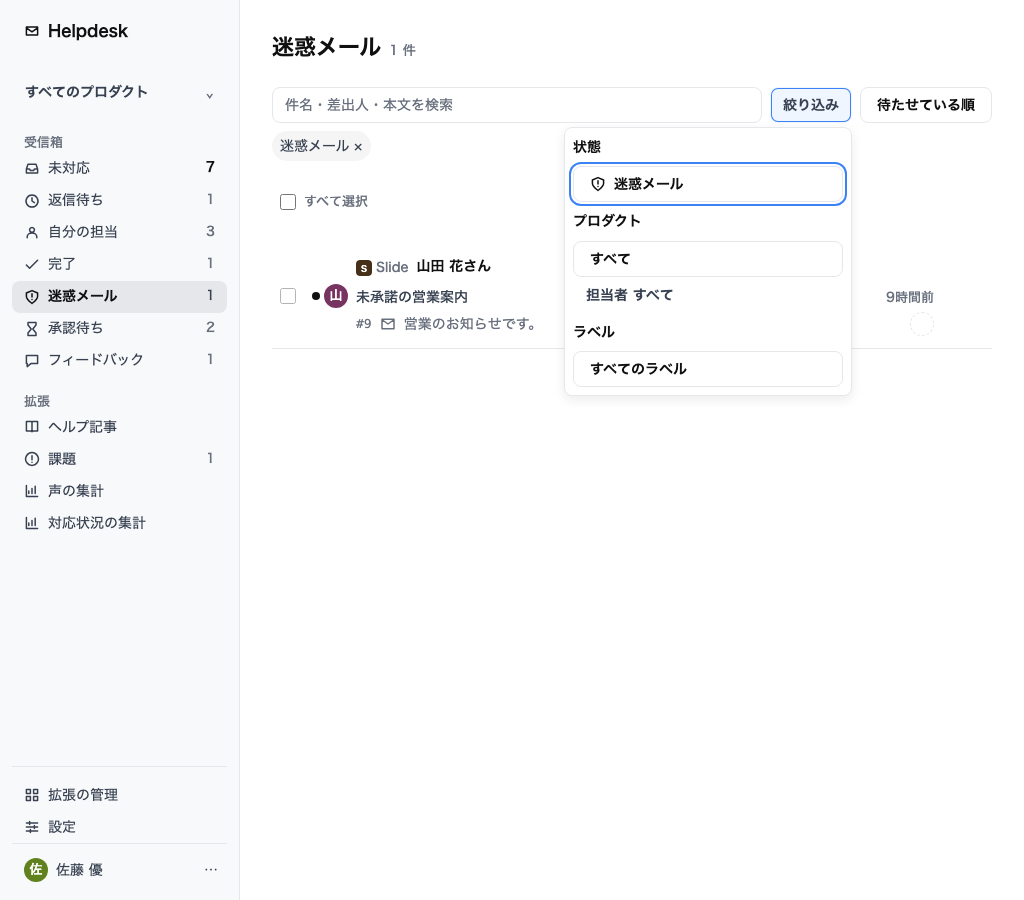 Helpdesk
すべてのプロダクト
受信箱
未対応 7
返信待ち 1
自分の担当 3
完了 1
迷惑メール 1
承認待ち 2
フィードバック 1
拡張
ヘルプ記事
課題 1
声の集計
対応状況の集計
拡張の管理
設定
佐 佐藤 優 …
迷惑メール 1 件
件名・差出人・本文を検索 絞り込み 待たせている順
迷惑メール ×
すべて選択
S Slide 山田 花さん
山 未承諾の営業案内 9時間前
#9 営業のお知らせです。
状態
迷惑メール
プロダクト
すべて
担当者 すべて
ラベル
すべてのラベル